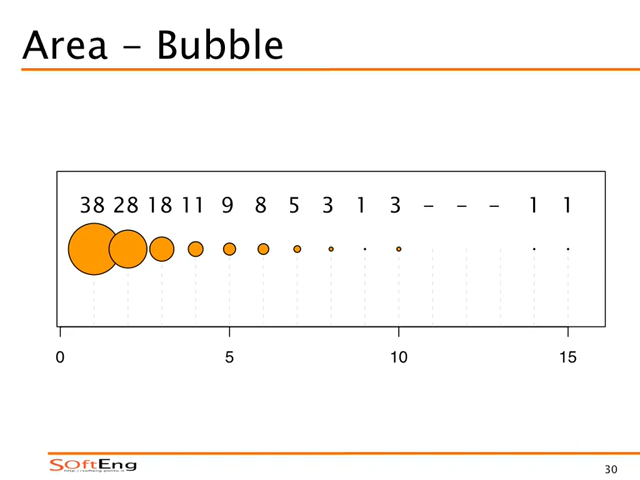 Area – Bubble
38 28 18 11 9 8 5 3 1 3 – – – 1 1
0 5 10 15
SOftEng
30